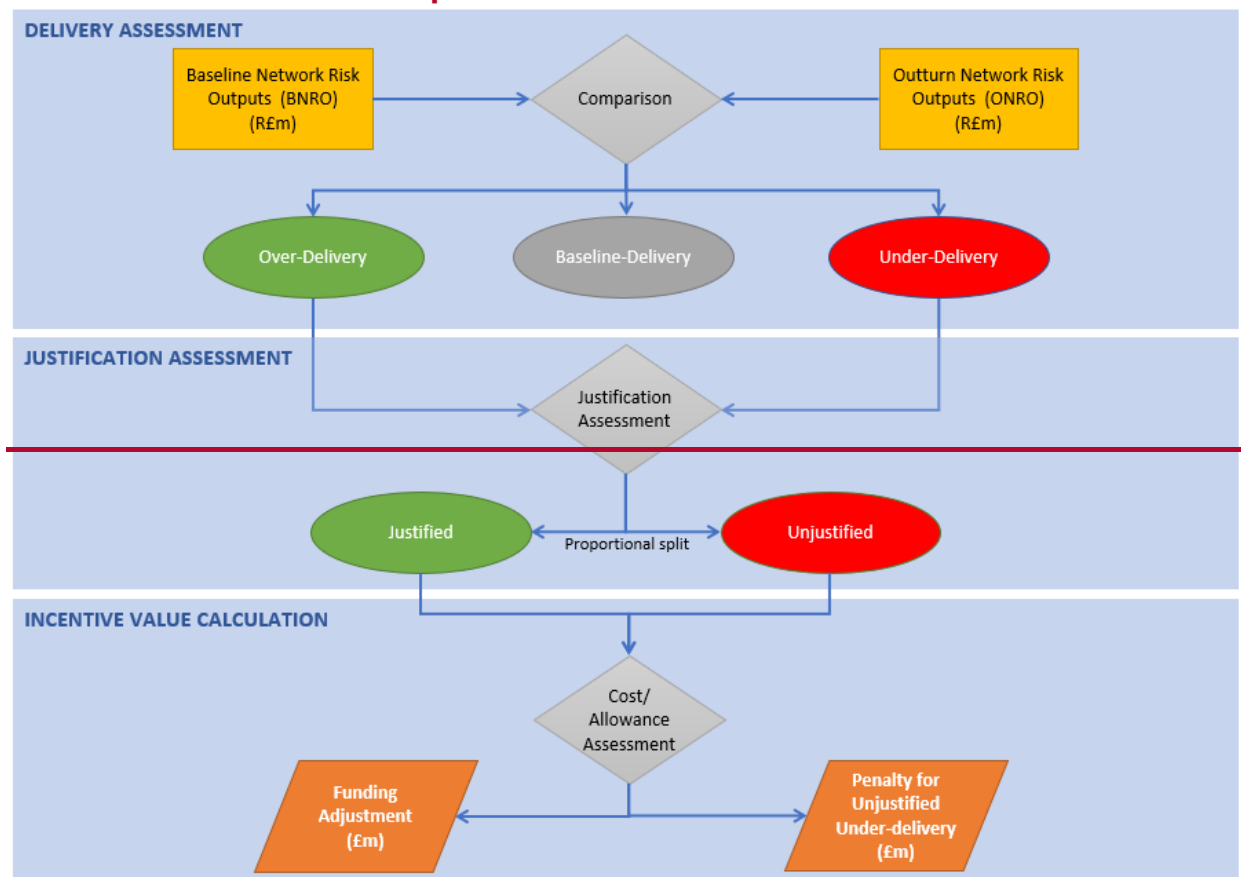 DELIVERY ASSESSMENT
Baseline Network Risk
Outputs (BNRO)
(R£m)
Comparison
Outturn Network Risk
Outputs (ONRO)
(R£m)
Over-Delivery
Baseline-Delivery
Under-Delivery
JUSTIFICATION ASSESSMENT
Justification
Assessment
Justified
Proportional split
Unjustified
INCENTIVE VALUE CALCULATION
Cost/
Allowance
Assessment
Funding
Adjustment
(£m)
Penalty for
Unjustified
Under-delivery
(£m)